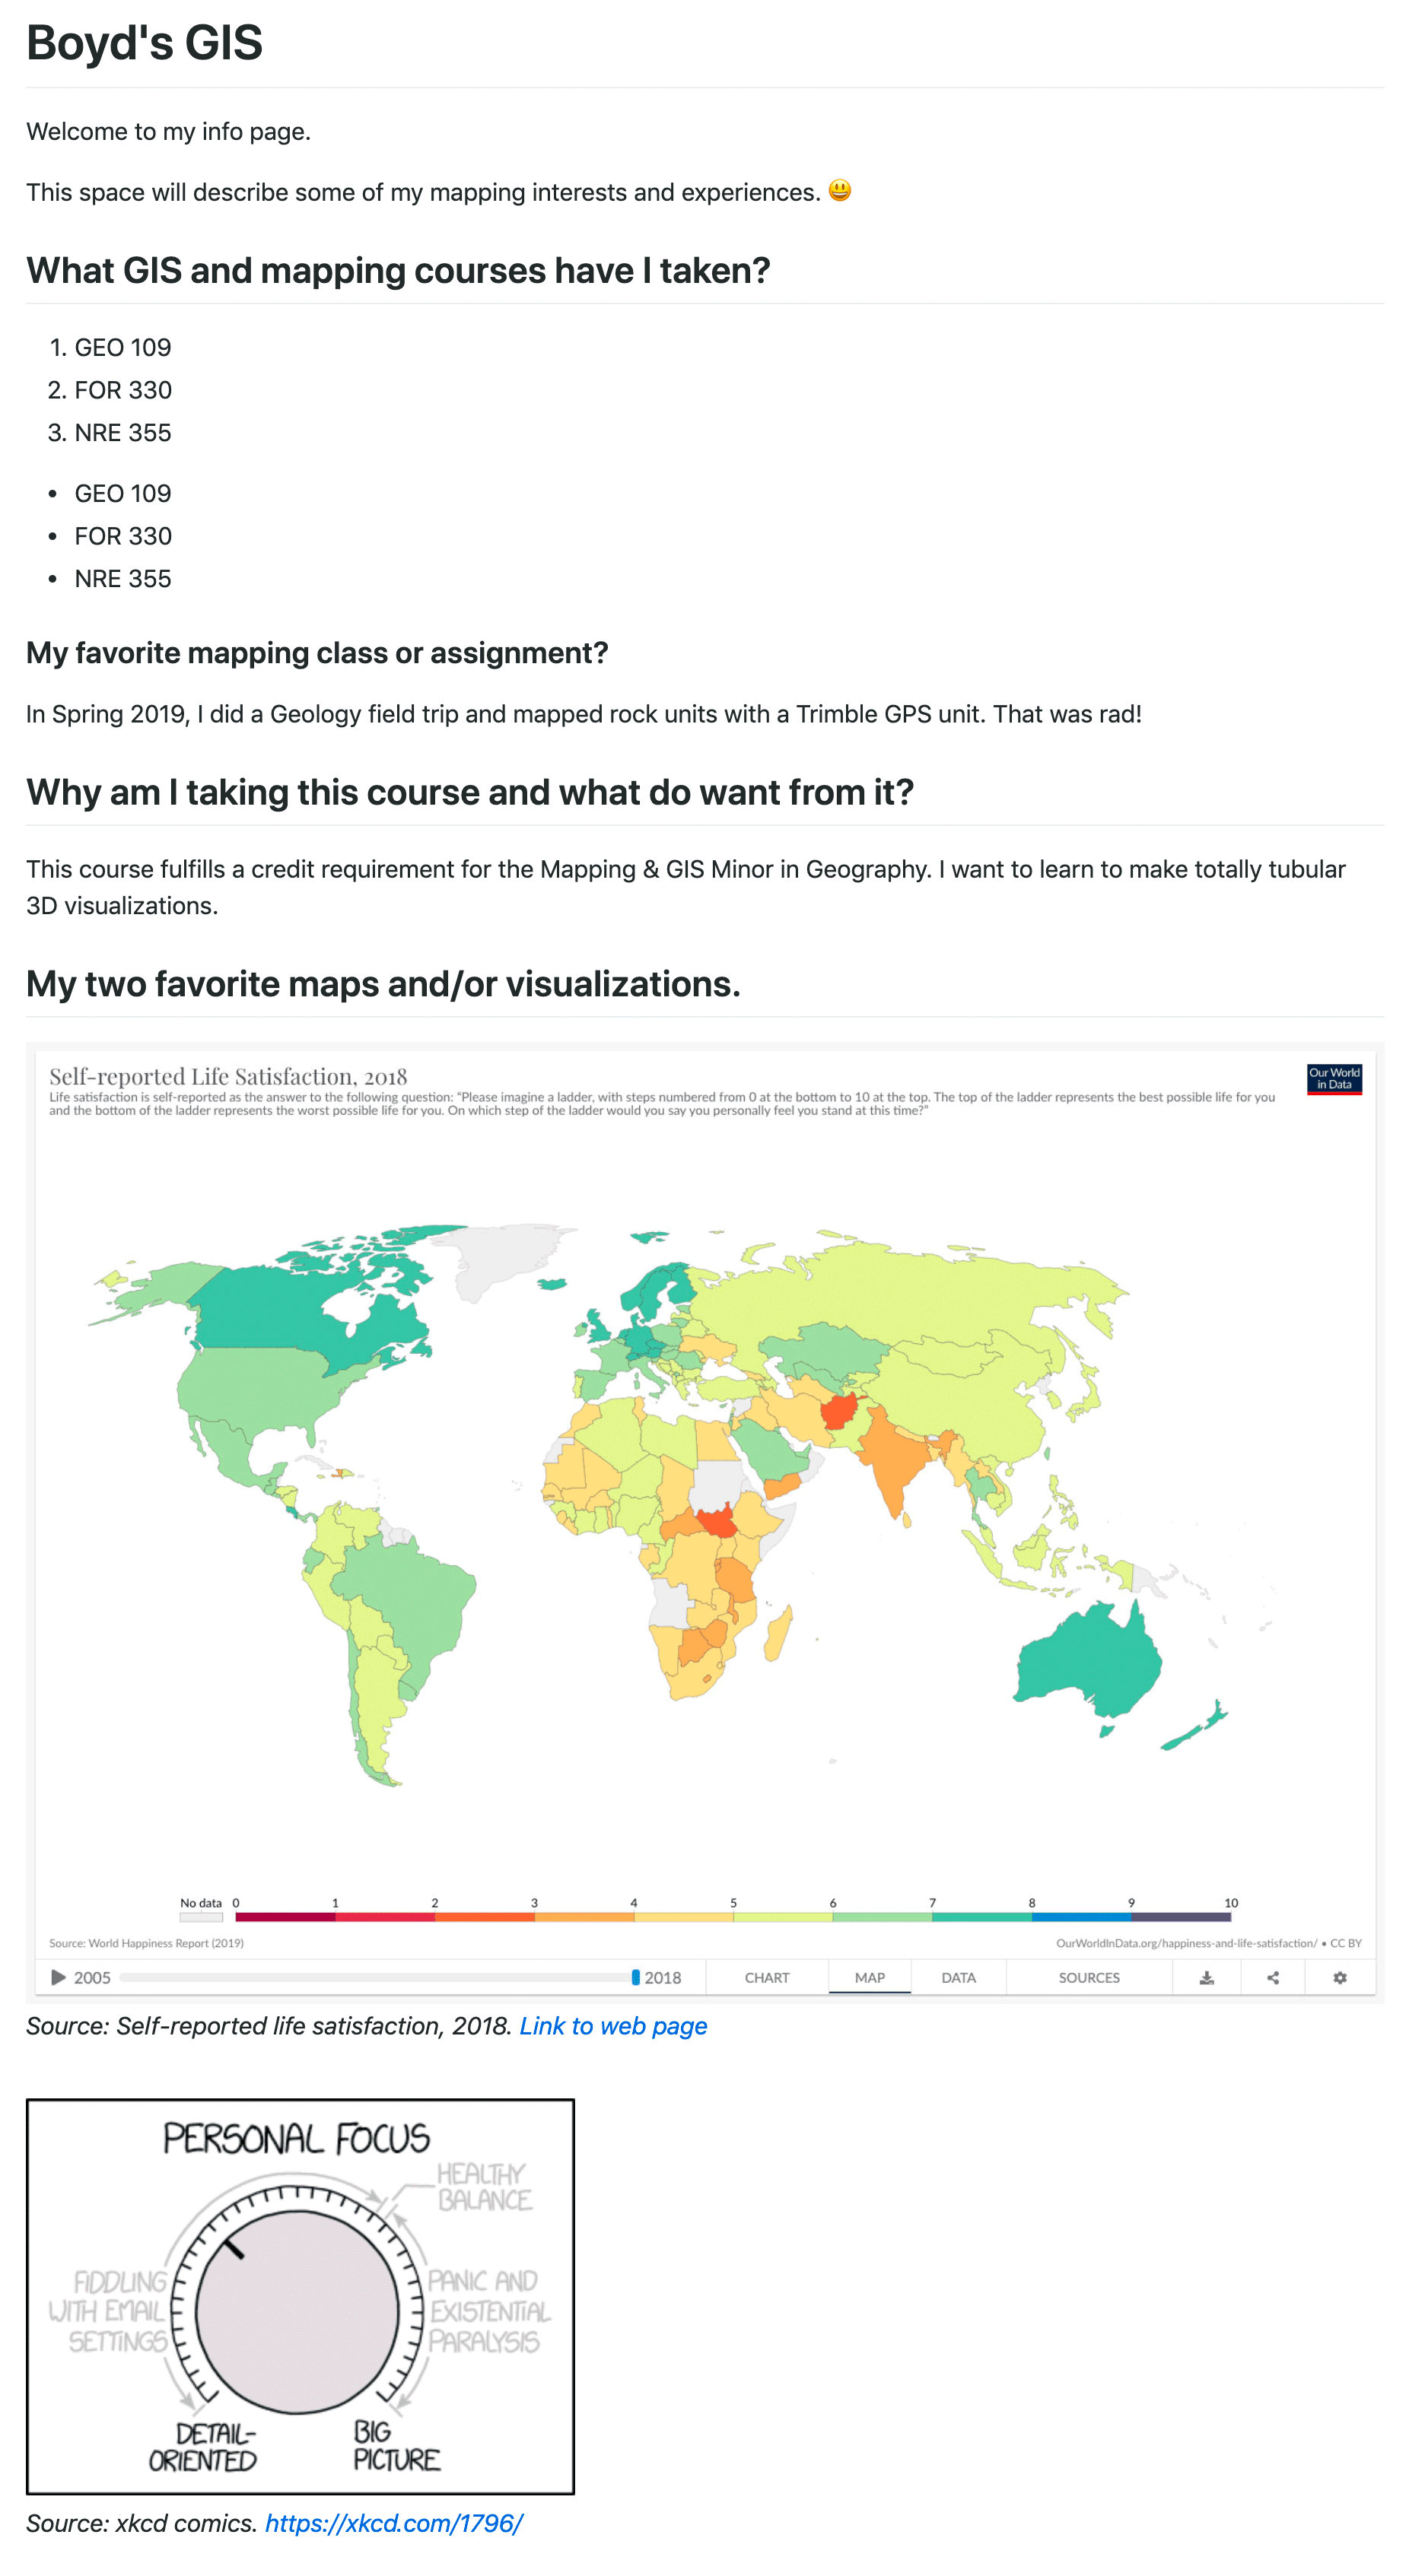 Boyd's GIS
Welcome to my info page.
This space will describe some of my mapping interests and experiences. 😃
What GIS and mapping courses have I taken?
1. GEO 109
2. FOR 330
3. NRE 355
• GEO 109
• FOR 330
• NRE 355
My favorite mapping class or assignment?
In Spring 2019, I did a Geology field trip and mapped rock units with a Trimble GPS unit. That was rad!
Why am I taking this course and what do want from it?
This course fulfills a credit requirement for the Mapping & GIS Minor in Geography. I want to learn to make totally tubular
3D visualizations.
My two favorite maps and/or visualizations.
Self-reported Life Satisfaction, 2018
Our World
in Data
Life satisfaction is self-reported as the answer to the following question: “Please imagine a ladder, with steps numbered from 0 at the bottom to 10 at the top. The top of the ladder represents the best possible life for you
and the bottom of the ladder represents the worst possible life for you. On which step of the ladder would you say you personally feel you stand at this time?”
No data 0 1 2 3 4 5 6 7 8 9 10
Source: World Happiness Report (2019)
OurWorldInData.org/happiness-and-life-satisfaction/ • CC BY
2005 2018 CHART MAP DATA SOURCES
Source: Self-reported life satisfaction, 2018. Link to web page
PERSONAL FOCUS
HEALTHY
BALANCE
FIDDLING
WITH EMAIL
SETTINGS
PANIC AND
EXISTENTIAL
PARALYSIS
DETAIL-
ORIENTED
BIG
PICTURE
Source: xkcd comics. https://xkcd.com/1796/